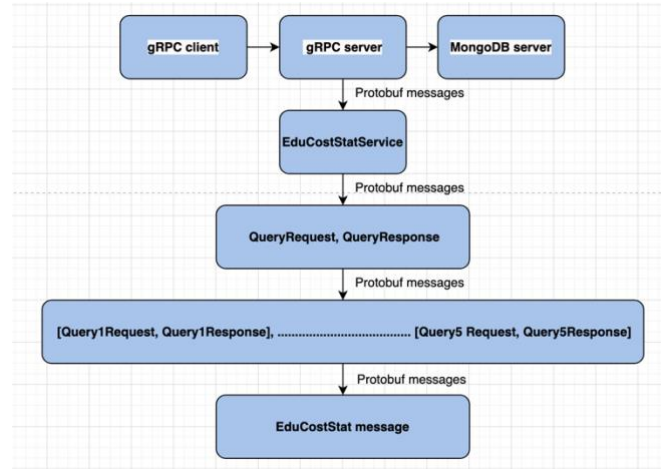 gRPC client
gRPC server
MongoDB server
Protobuf messages
EduCostStatService
Protobuf messages
QueryRequest, QueryResponse
Protobuf messages
[Query1Request, Query1Response], ...................................... [Query5 Request, Query5Response]
Protobuf messages
EduCostStat message